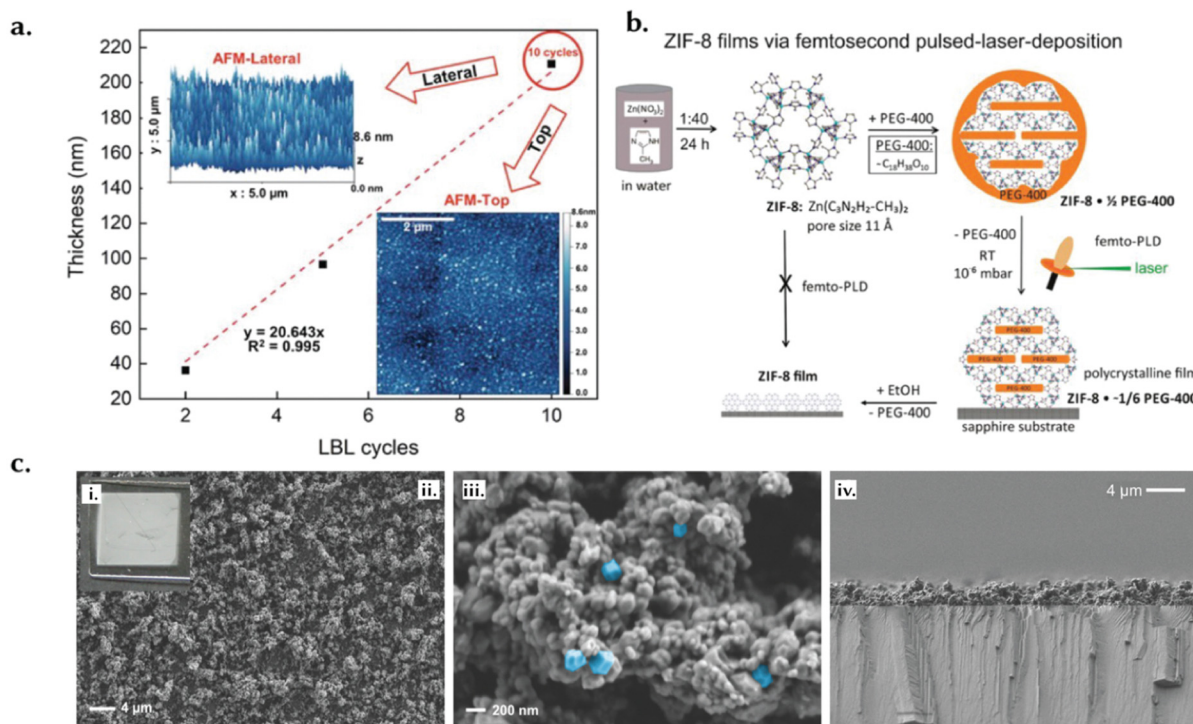 a.
220
200
180
160
140
120
100
80
60
40
20
Thickness (nm)
2
4
6
8
10
LBL cycles
AFM-Lateral
y : 5.0 µm
x : 5.0 µm
8.6 nm
z
0.0 nm
Lateral
10 cycles
Top
AFM-Top
2 µm
8.6nm
8.0
7.0
6.0
5.0
4.0
3.0
2.0
1.0
0.0
y = 20.643x
R² = 0.995
b.
ZIF-8 films via femtosecond pulsed-laser-deposition
Zn(NO₃)₂
+
N
NH
CH₃
in water
1:40
24 h
+ PEG-400
PEG-400:
~C₁₈H₃₈O₁₀
PEG-400
ZIF-8 • ½ PEG-400
ZIF-8: Zn(C₃N₂H₂-CH₃)₂
pore size 11 Å
- PEG-400
RT
10⁻⁶ mbar
femto-PLD
laser
X
femto-PLD
PEG-400
PEG-400
PEG-400
PEG-400
polycrystalline film
ZIF-8 • ~1/6 PEG-400
sapphire substrate
+ EtOH
- PEG-400
ZIF-8 film
c.
i.
ii.
4 µm
iii.
200 nm
iv.
4 µm